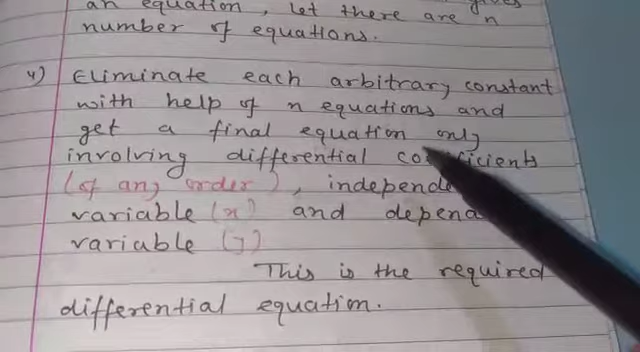 an equation, let there are n
number of equations.
4) Eliminate each arbitrary constant
with help of n equations and
get a final equation only
involving differential coefficients
(of any order), independe
variable (x) and depend
variable (y)
This is the required
differential equation.